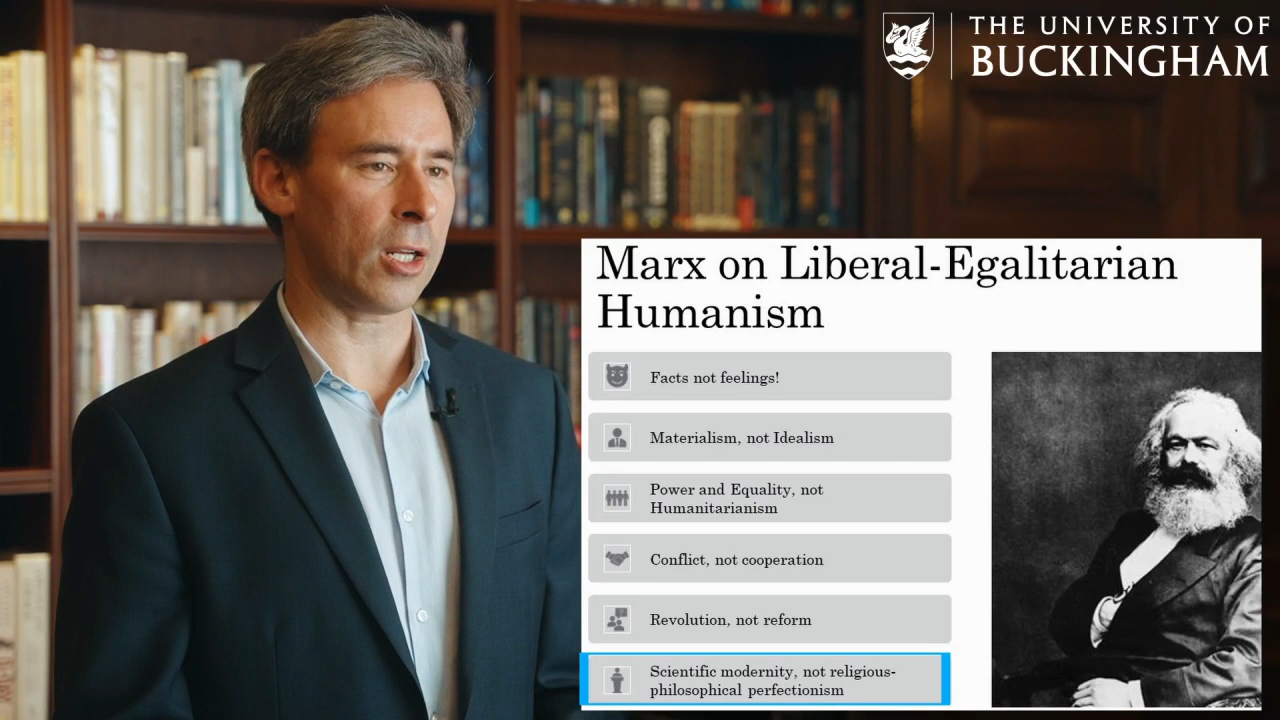 THE UNIVERSITY OF
BUCKINGHAM
Marx on Liberal-Egalitarian
Humanism
Facts not feelings!
Materialism, not Idealism
Power and Equality, not
Humanitarianism
Conflict, not cooperation
Revolution, not reform
Scientific modernity, not religious-
philosophical perfectionism